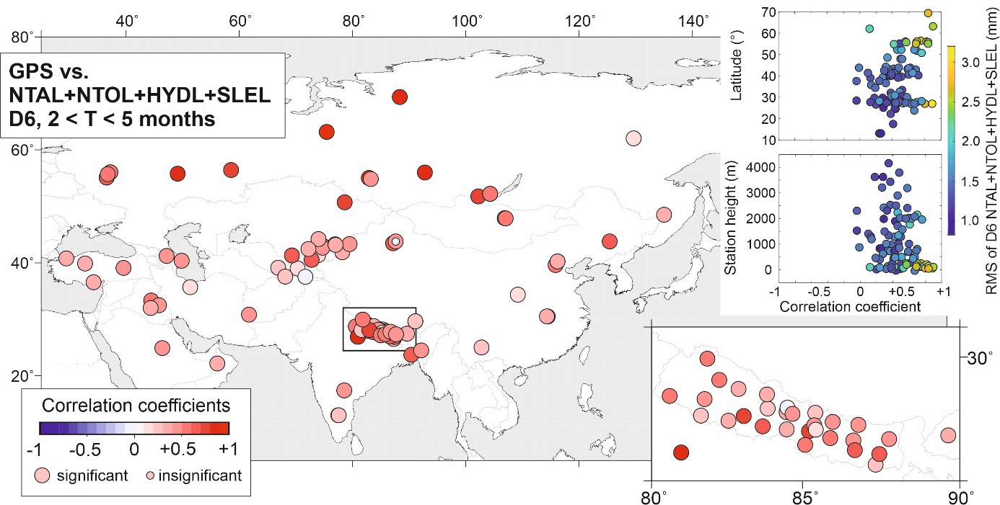 40° 60° 80° 100° 120° 140°
80°
60°
40°
20°
GPS vs.
NTAL+NTOL+HYDL+SLEL
D6, 2 < T < 5 months
Correlation coefficients
-1 -0.5 0 +0.5 +1
significant insignificant
Latitude (°)
70
60
50
40
30
20
10
Station height (m)
4000
3000
2000
1000
0
-1 -0.5 0 +0.5 +1
Correlation coefficient
3.0
2.5
2.0
1.5
1.0
RMS of D6 NTAL+NTOL+HYDL+SLEL (mm)
30°
80° 85° 90°